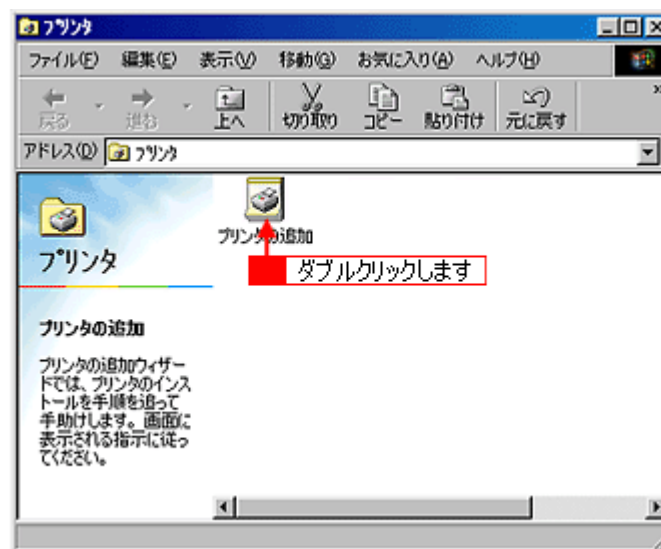 プリンタ
ファイル(F) 編集(E) 表示(V) 移動(G) お気に入り(A) ヘルプ(H)
戻る 進む 上へ 切り取り コピー 貼り付け 元に戻す
アドレス(D) プリンタ
プリンタの追加
ダブルクリックします
プリンタ
プリンタの追加
プリンタの追加ウィザー
ドでは、プリンタのインス
トールを手順を追って
手助けします。画面に
表示される指示に従っ
てください。